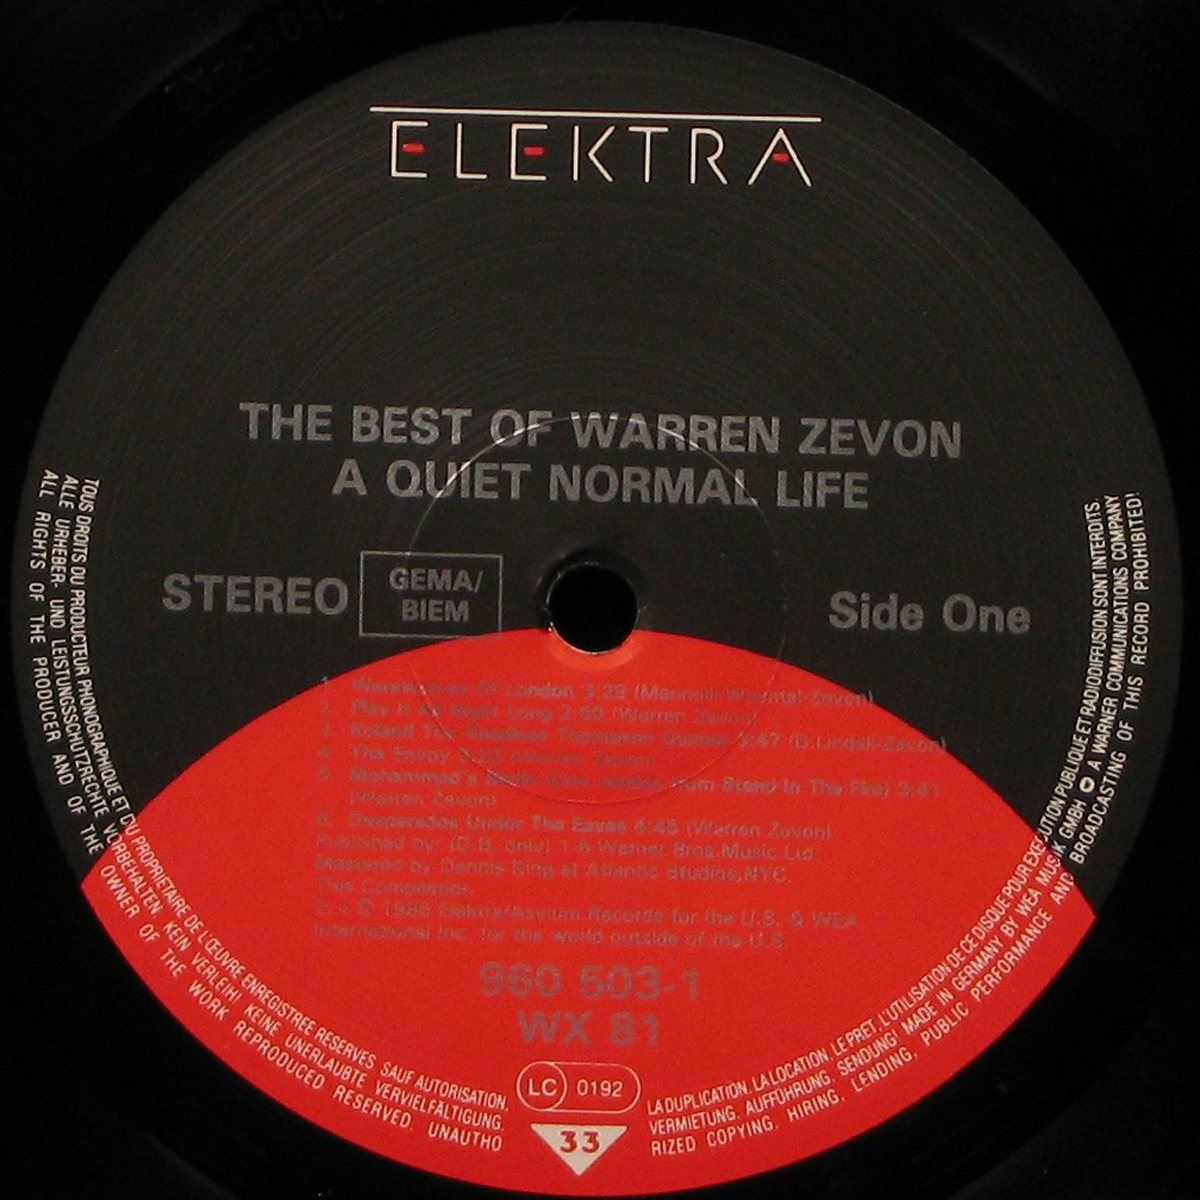 ELEKTRA
THE BEST OF WARREN ZEVON
A QUIET NORMAL LIFE
STEREO
GEMA/
BIEM
Side One
1. Werewolves Of London 3:29 (Marinell-Wachtel-Zevon)
2. Play It All Night Long 2:50 (Warren Zevon)
3. Roland The Headless Thompson Gunner 3:47 (D.Lindell-Zevon)
4. The Envoy (Warren Zevon)
5. Mohammed's Radio (Live version from Stand In The Fire) 3:41
(Warren Zevon)
6. Desperados Under The Eaves 4:45 (Warren Zevon)
Published by: (G.B. only) 1-6 Warner Bros.Music Ltd
Mastered by Dennis King at Atlantic Studios,NYC.
This Compilation
℗ + © 1986 Elektra/Asylum Records for the U.S. & WEA
International Inc. for the world outside of the U.S.
960 503-1
WX 81
LC 0192
33
TOUS DROITS DU PRODUCTEUR PHONOGRAPHIQUE ET DU PROPRIETAIRE DE L'ŒUVRE ENREGISTREE RESERVES. SAUF AUTORISATION, LA DUPLICATION, LA LOCATION, LE PRET, L'UTILISATION DE CE DISQUE POUR EXECUTION PUBLIQUE ET RADIODIFFUSION SONT INTERDITS.
ALLE URHEBER- UND LEISTUNGSSCHUTZRECHTE VORBEHALTEN. KEIN VERLEIH! KEINE UNERLAUBTE VERVIELFÄLTIGUNG, VERMIETUNG, AUFFÜHRUNG, SENDUNG! MADE IN GERMANY BY WEA MUSIK GMBH A WARNER COMMUNICATIONS COMPANY
ALL RIGHTS OF THE PRODUCER AND OF THE OWNER OF THE WORK REPRODUCED RESERVED. UNAUTHORIZED COPYING, HIRING, LENDING, PUBLIC PERFORMANCE AND BROADCASTING OF THIS RECORD PROHIBITED!